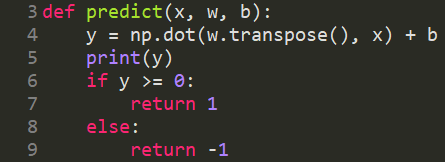 3 def predict(x, w, b):
4     y = np.dot(w.transpose(), x) + b
5     print(y)
6     if y >= 0:
7         return 1
8     else:
9         return -1